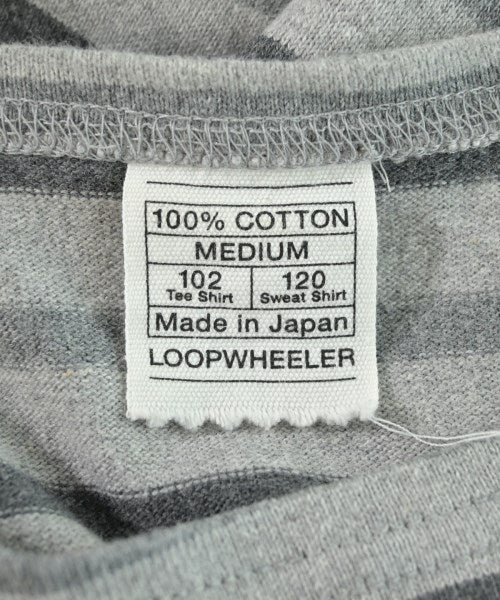 100% COTTON
MEDIUM
102 120
Tee Shirt Sweat Shirt
Made in Japan
LOOPWHEELER